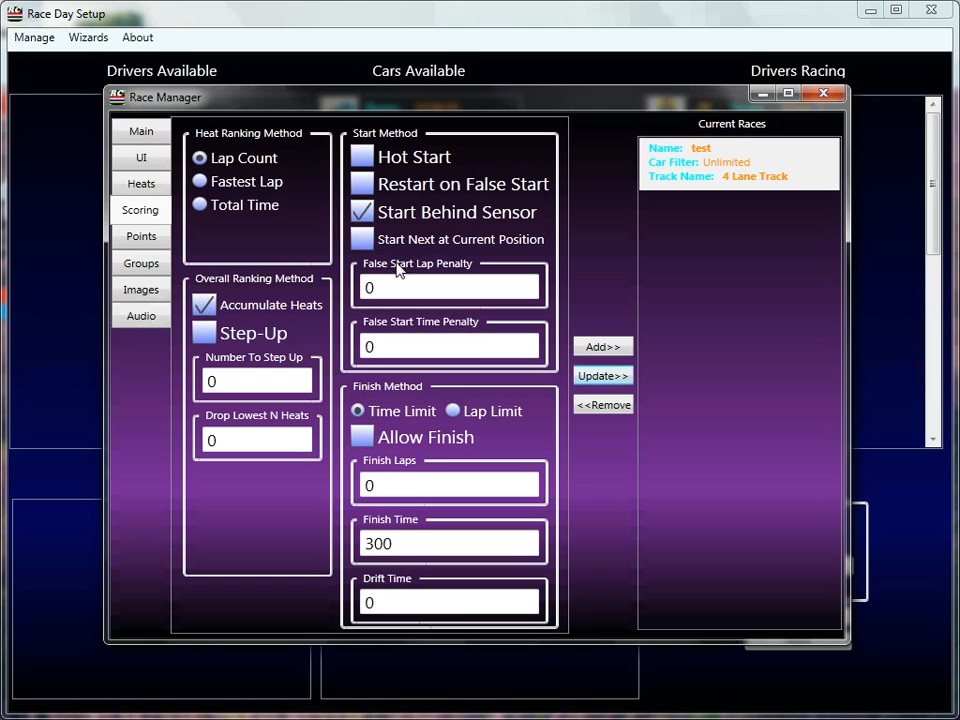 Race Day Setup
Manage Wizards About
Drivers Available Cars Available Drivers Racing
Race Manager
Main
UI
Heats
Scoring
Points
Groups
Images
Audio
Heat Ranking Method
Lap Count
Fastest Lap
Total Time
Overall Ranking Method
Accumulate Heats
Step-Up
Number To Step Up
0
Drop Lowest N Heats
0
Start Method
Hot Start
Restart on False Start
Start Behind Sensor
Start Next at Current Position
False Start Lap Penalty
0
False Start Time Penalty
0
Finish Method
Time Limit Lap Limit
Allow Finish
Finish Laps
0
Finish Time
300
Drift Time
0
Add>>
Update>>
<<Remove
Current Races
Name: test
Car Filter: Unlimited
Track Name: 4 Lane Track